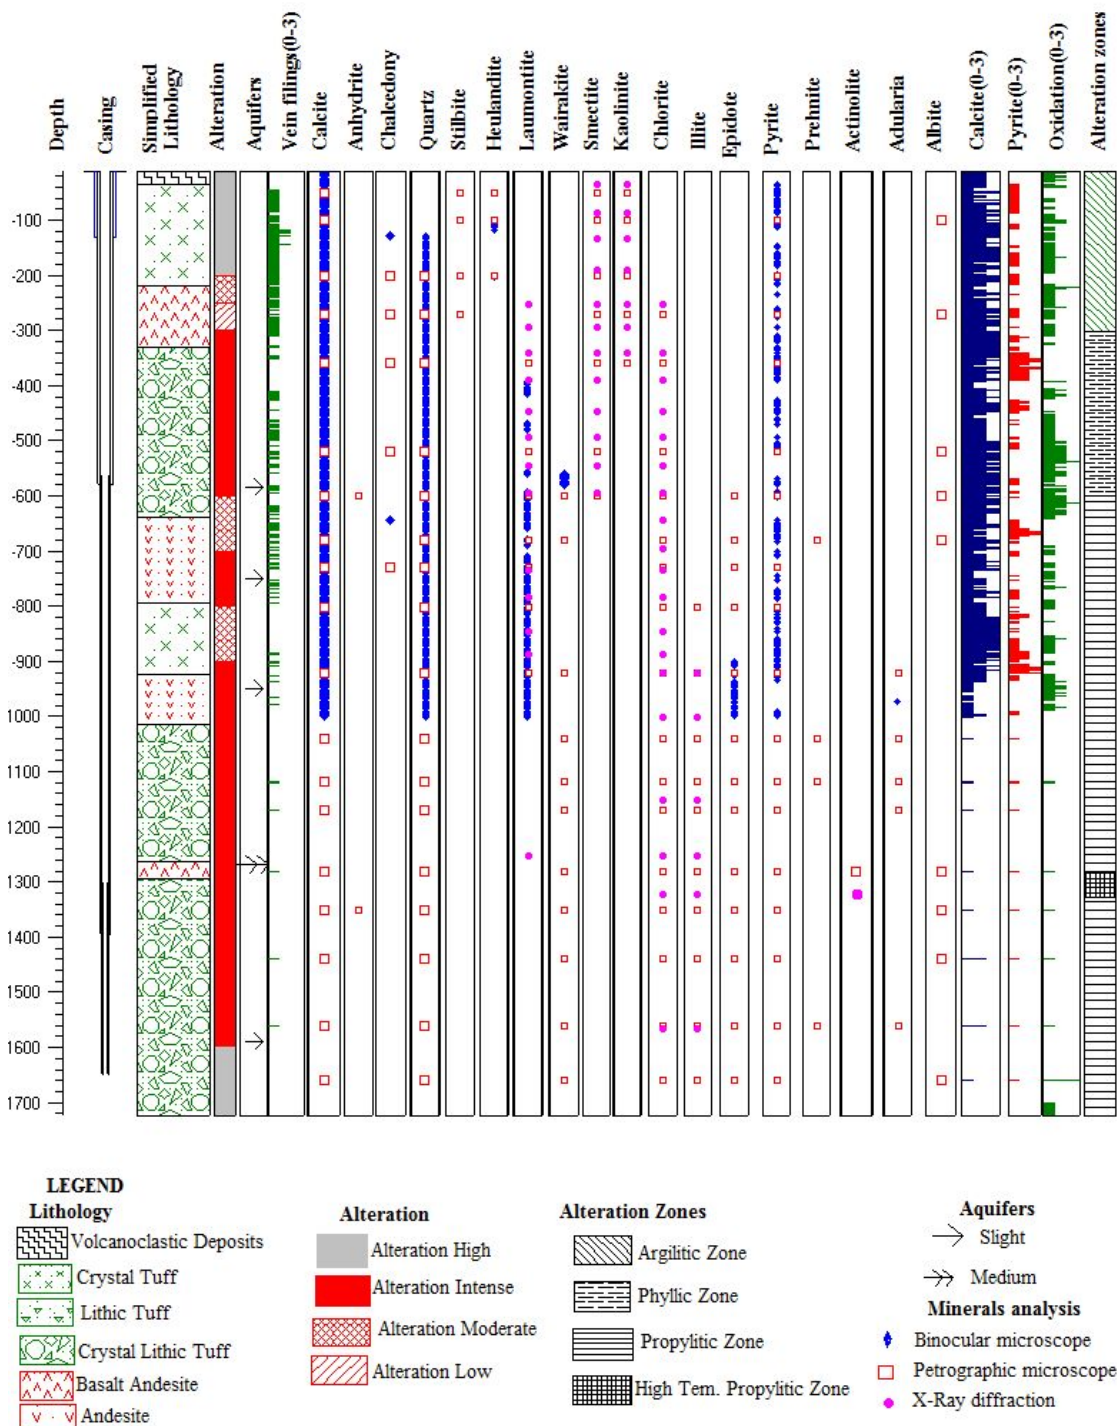 Depth
Casing
Simplified
Lithology
Alteration
Aquifers
Vein filings(0-3)
Calcite
Anhydrite
Chalcedony
Quartz
Stilbite
Heulandite
Laumontite
Wairakite
Smectite
Kaolinite
Chlorite
Illite
Epidote
Pyrite
Prehnite
Actinolite
Adularia
Albite
Calcite(0-3)
Pyrite(0-3)
Oxidation(0-3)
Alteration zones
-100
-200
-300
-400
-500
-600
-700
-800
-900
1000
1100
1200
1300
1400
1500
1600
1700
LEGEND
Lithology
Volcanoclastic Deposits
Crystal Tuff
Lithic Tuff
Crystal Lithic Tuff
Basalt Andesite
Andesite
Alteration
Alteration High
Alteration Intense
Alteration Moderate
Alteration Low
Alteration Zones
Argilitic Zone
Phyllic Zone
Propylitic Zone
High Tem. Propylitic Zone
Aquifers
Slight
Medium
Minerals analysis
Binocular microscope
Petrographic microscope
X-Ray diffraction